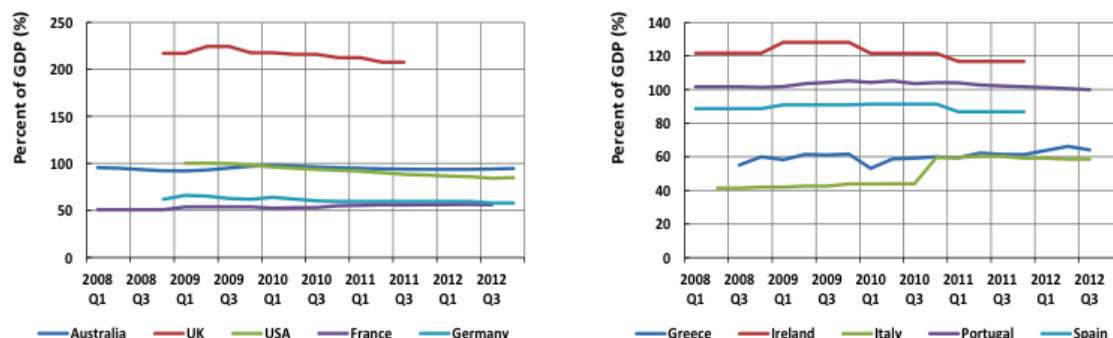 Percent of GDP (%)
250
200
150
100
50
0
2008 2008 2009 2009 2010 2010 2011 2011 2012 2012
Q1 Q3 Q1 Q3 Q1 Q3 Q1 Q3 Q1 Q3
Australia UK USA France Germany
Percent of GDP (%)
140
120
100
80
60
40
20
0
2008 2008 2009 2009 2010 2010 2011 2011 2012 2012
Q1 Q3 Q1 Q3 Q1 Q3 Q1 Q3 Q1 Q3
Greece Ireland Italy Portugal Spain